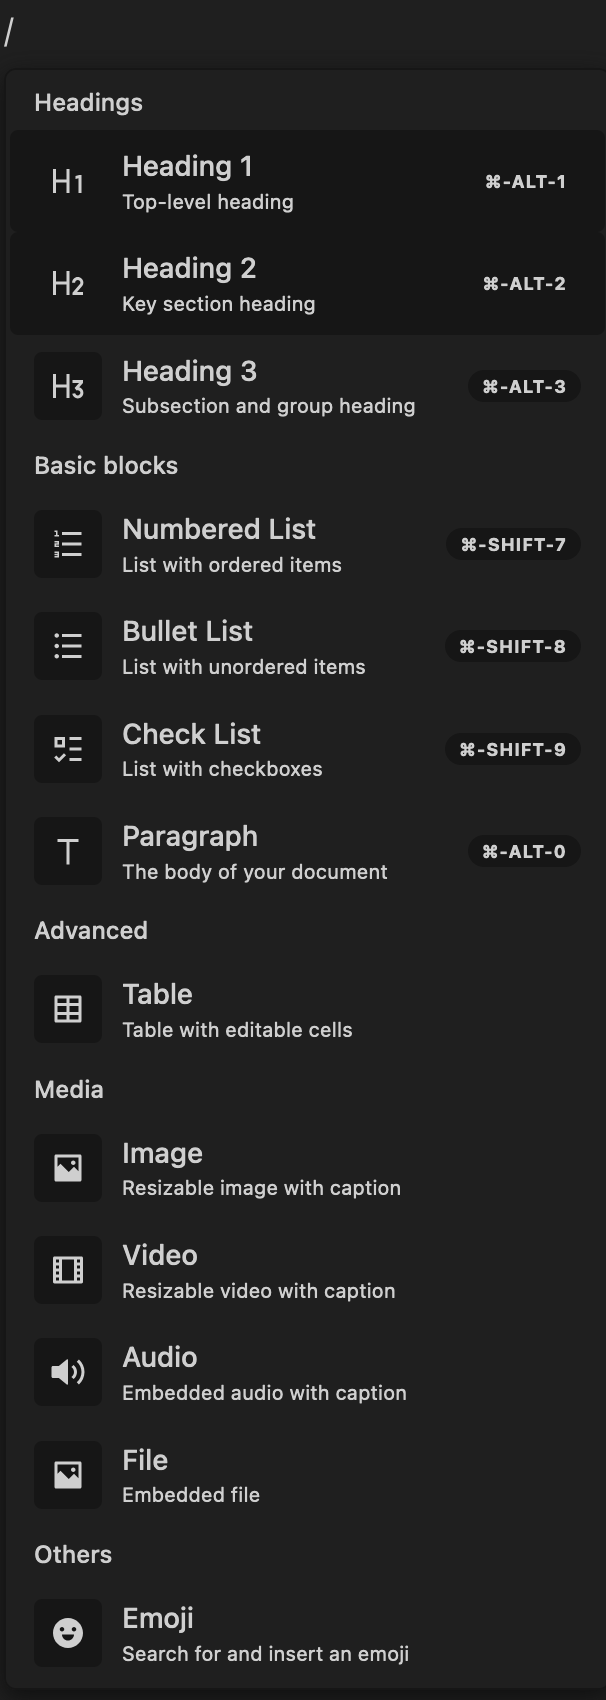 /
Headings
H1
Heading 1
⌘-ALT-1
Top-level heading
H2
Heading 2
⌘-ALT-2
Key section heading
H3
Heading 3
⌘-ALT-3
Subsection and group heading
Basic blocks
1
2
3
Numbered List
⌘-SHIFT-7
List with ordered items
Bullet List
⌘-SHIFT-8
List with unordered items
Check List
⌘-SHIFT-9
List with checkboxes
T
Paragraph
⌘-ALT-0
The body of your document
Advanced
Table
Table with editable cells
Media
Image
Resizable image with caption
Video
Resizable video with caption
Audio
Embedded audio with caption
File
Embedded file
Others
Emoji
Search for and insert an emoji